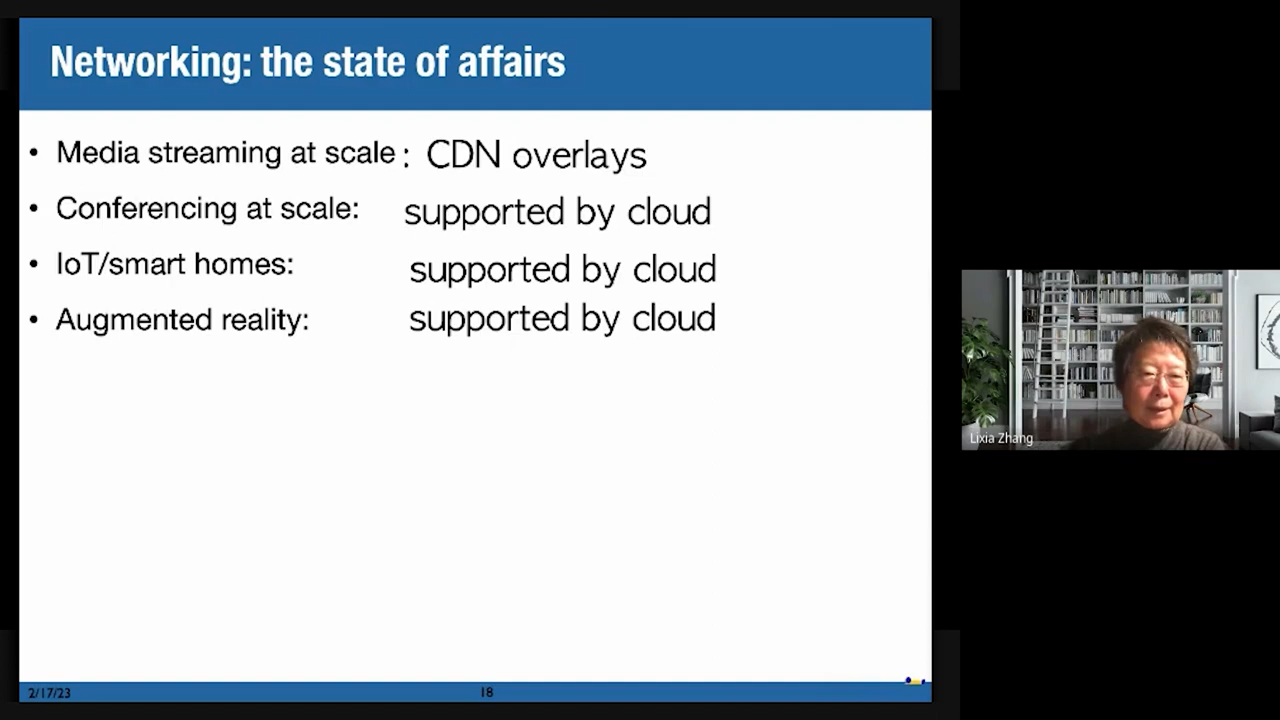 Networking: the state of affairs
• Media streaming at scale : CDN overlays
• Conferencing at scale: supported by cloud
• IoT/smart homes: supported by cloud
• Augmented reality: supported by cloud
Lixia Zhang
2/17/23 18